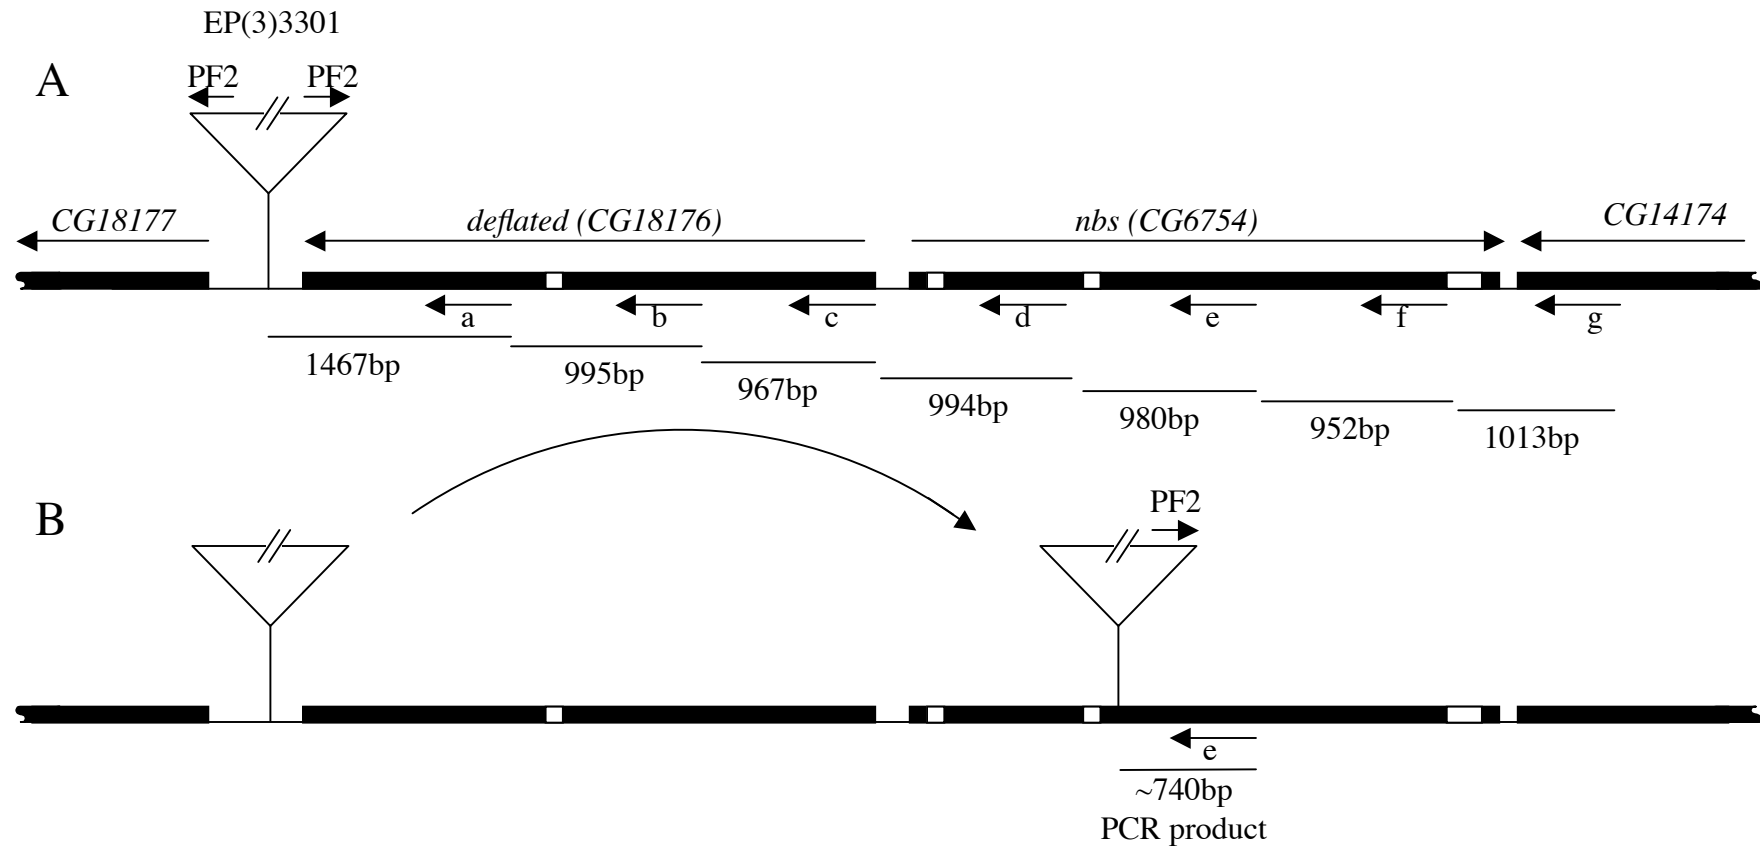 EP(3)3301
A
PF2 PF2
CG18177 deflated (CG18176) nbs (CG6754) CG14174
a b c d e f g
1467bp 995bp 967bp 994bp 980bp 952bp 1013bp
B
PF2
e
~740bp
PCR product